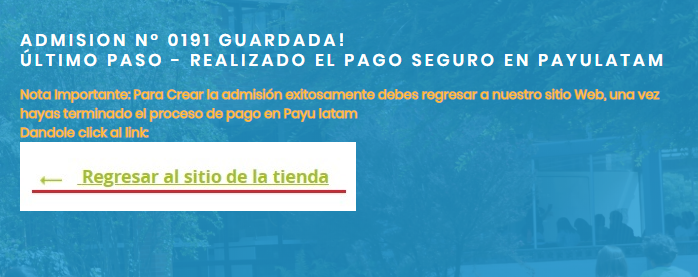 ADMISION N° 0191 GUARDADA!
ÚLTIMO PASO - REALIZADO EL PAGO SEGURO EN PAYULATAM
Nota Importante: Para Crear la admisión exitosamente debes regresar a nuestro sitio Web, una vez
hayas terminado el proceso de pago en Payu latam
Dandole click al link:
← Regresar al sitio de la tienda